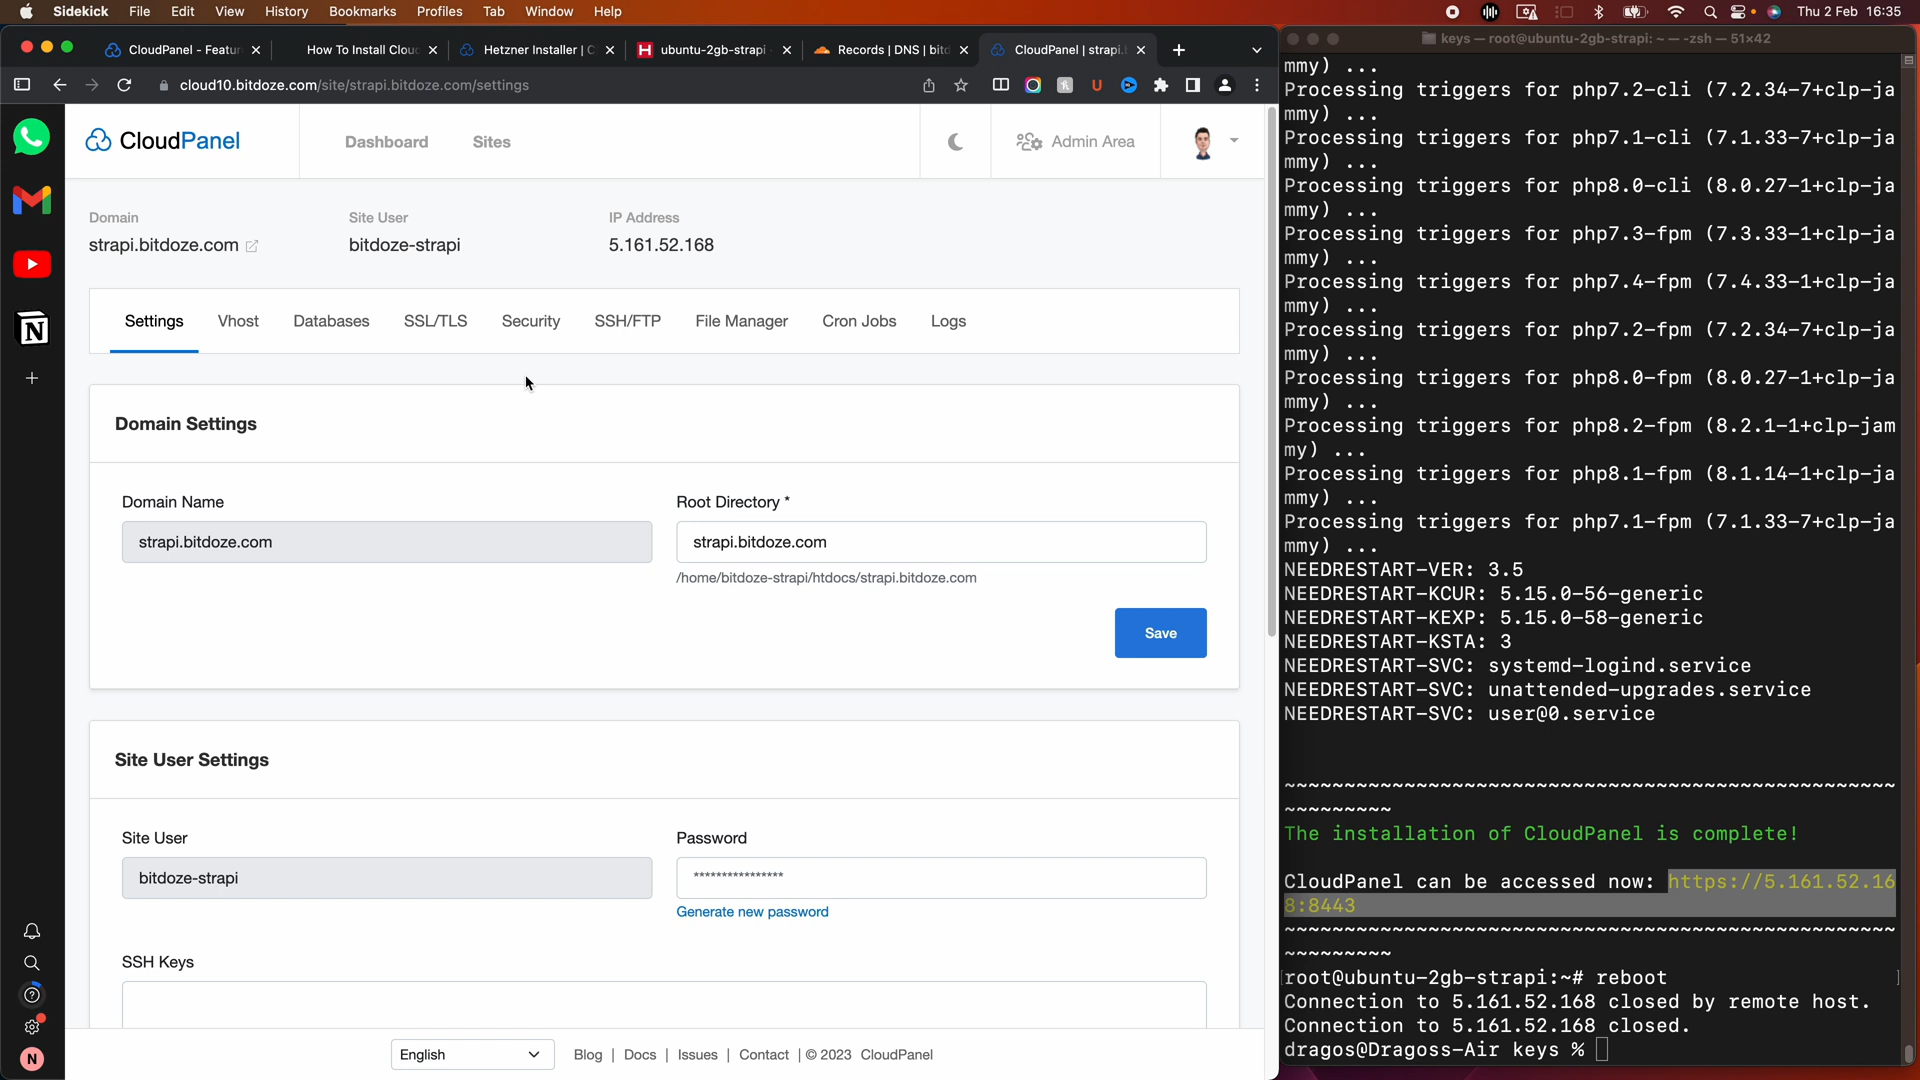 Sidekick File Edit View History Bookmarks Profiles Tab Window Help Thu 2 Feb 16:35
CloudPanel - Featu How To Install Clou Hetzner Installer | C ubuntu-2gb-strapi Records | DNS | bitd CloudPanel | strapi.
cloud10.bitdoze.com/site/strapi.bitdoze.com/settings
CloudPanel Dashboard Sites Admin Area
Domain Site User IP Address
strapi.bitdoze.com bitdoze-strapi 5.161.52.168
Settings Vhost Databases SSL/TLS Security SSH/FTP File Manager Cron Jobs Logs
Domain Settings
Domain Name Root Directory *
strapi.bitdoze.com strapi.bitdoze.com
/home/bitdoze-strapi/htdocs/strapi.bitdoze.com
Save
Site User Settings
Site User Password
bitdoze-strapi ****************
Generate new password
SSH Keys
English Blog | Docs | Issues | Contact | © 2023 CloudPanel
N
keys — root@ubuntu-2gb-strapi: ~ — -zsh — 51×42
mmy) ...
Processing triggers for php7.2-cli (7.2.34-7+clp-ja
mmy) ...
Processing triggers for php7.1-cli (7.1.33-7+clp-ja
mmy) ...
Processing triggers for php8.0-cli (8.0.27-1+clp-ja
mmy) ...
Processing triggers for php7.3-fpm (7.3.33-1+clp-ja
mmy) ...
Processing triggers for php7.4-fpm (7.4.33-1+clp-ja
mmy) ...
Processing triggers for php7.2-fpm (7.2.34-7+clp-ja
mmy) ...
Processing triggers for php8.0-fpm (8.0.27-1+clp-ja
mmy) ...
Processing triggers for php8.2-fpm (8.2.1-1+clp-jam
my) ...
Processing triggers for php8.1-fpm (8.1.14-1+clp-ja
mmy) ...
Processing triggers for php7.1-fpm (7.1.33-7+clp-ja
mmy) ...
NEEDRESTART-VER: 3.5
NEEDRESTART-KCUR: 5.15.0-56-generic
NEEDRESTART-KEXP: 5.15.0-58-generic
NEEDRESTART-KSTA: 3
NEEDRESTART-SVC: systemd-logind.service
NEEDRESTART-SVC: unattended-upgrades.service
NEEDRESTART-SVC: user@0.service
~~~~~~~~~~~~~~~~~~~~~~~~~~~~~~~~~~~~~~~~~~~~~~~~~~~
~~~~~~~~~
The installation of CloudPanel is complete!
CloudPanel can be accessed now: https://5.161.52.16
8:8443
~~~~~~~~~~~~~~~~~~~~~~~~~~~~~~~~~~~~~~~~~~~~~~~~~~~
~~~~~~~~~
[root@ubuntu-2gb-strapi:~# reboot ]
Connection to 5.161.52.168 closed by remote host.
Connection to 5.161.52.168 closed.
dragos@Dragoss-Air keys %